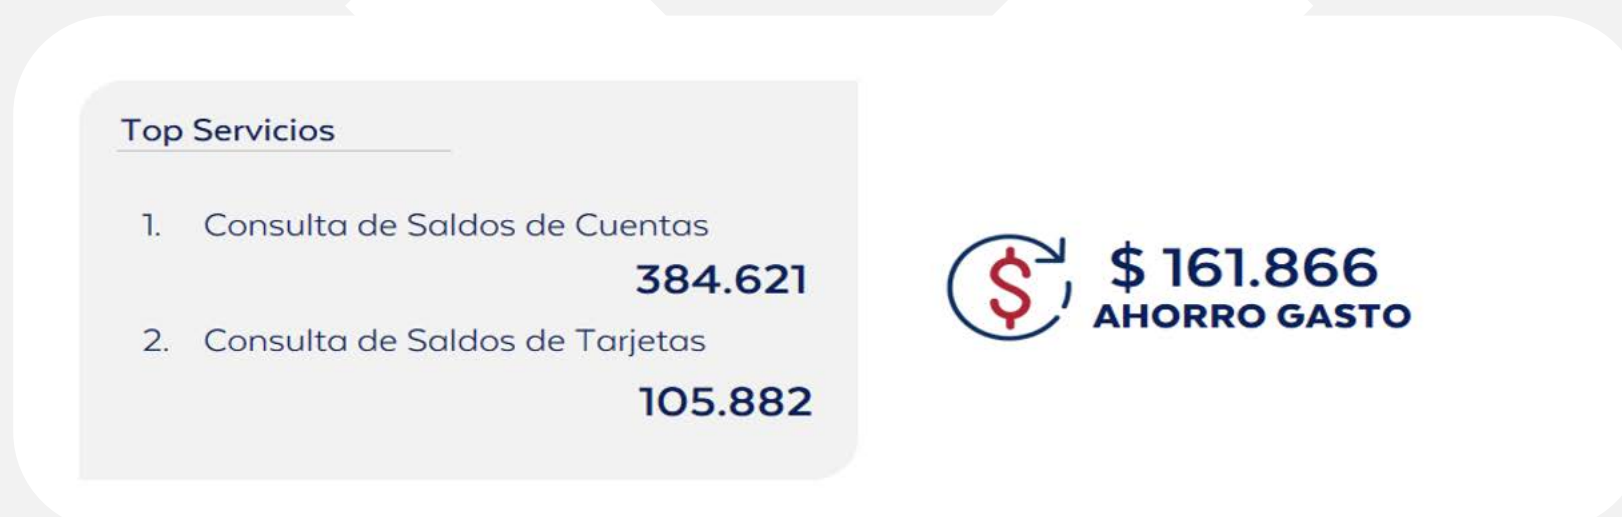 Top Servicios
1. Consulta de Saldos de Cuentas
384.621
2. Consulta de Saldos de Tarjetas
105.882
$ 161.866
AHORRO GASTO